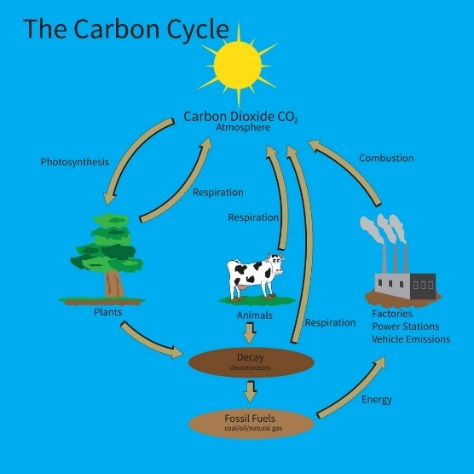 The Carbon Cycle
Carbon Dioxide CO₂
Atmosphere
Photosynthesis
Combustion
Respiration
Respiration
Plants
Animals
Respiration
Factories
Power Stations
Vehicle Emissions
Decay
decomposers
Energy
Fossil Fuels
coal/oil/natural gas